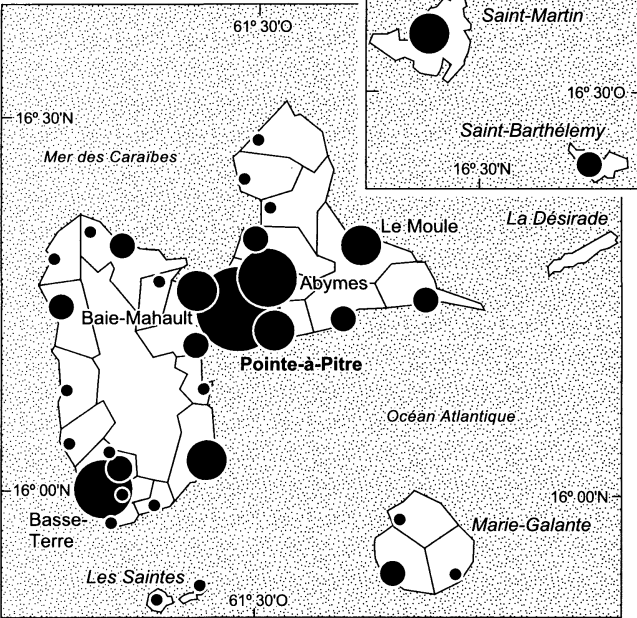 Saint-Martin
61º 30'O
16º 30'O
16º 30'N
Saint-Barthélemy
Mer des Caraïbes
16º 30'N
La Désirade
Le Moule
Abymes
Baie-Mahault
Pointe-à-Pitre
Océan Atlantique
16º 00'N
16º 00'N
Basse-
Terre
Marie-Galante
Les Saintes
61º 30'O